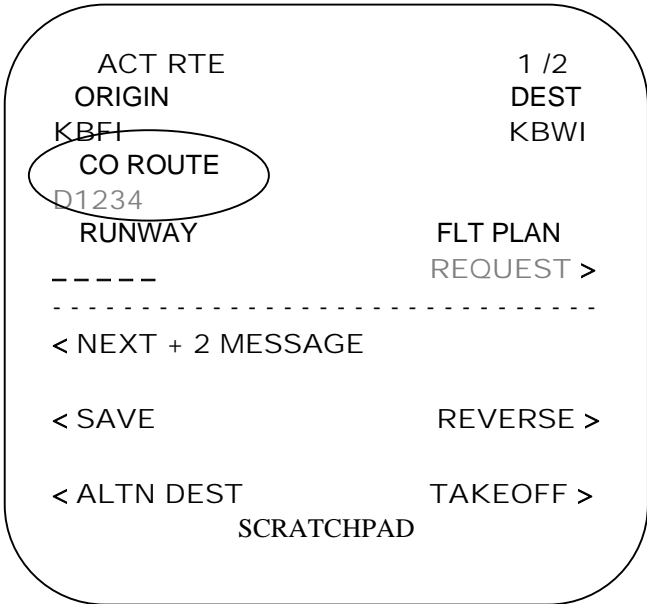 ACT RTE 1 /2
ORIGIN DEST
KBFI KBWI
CO ROUTE
D1234
RUNWAY FLT PLAN
_ _ _ _ _ REQUEST >
- - - - - - - - - - - - - - - - - - - - - - - - - - - - - - -
< NEXT + 2 MESSAGE
< SAVE REVERSE >
< ALTN DEST TAKEOFF >
SCRATCHPAD